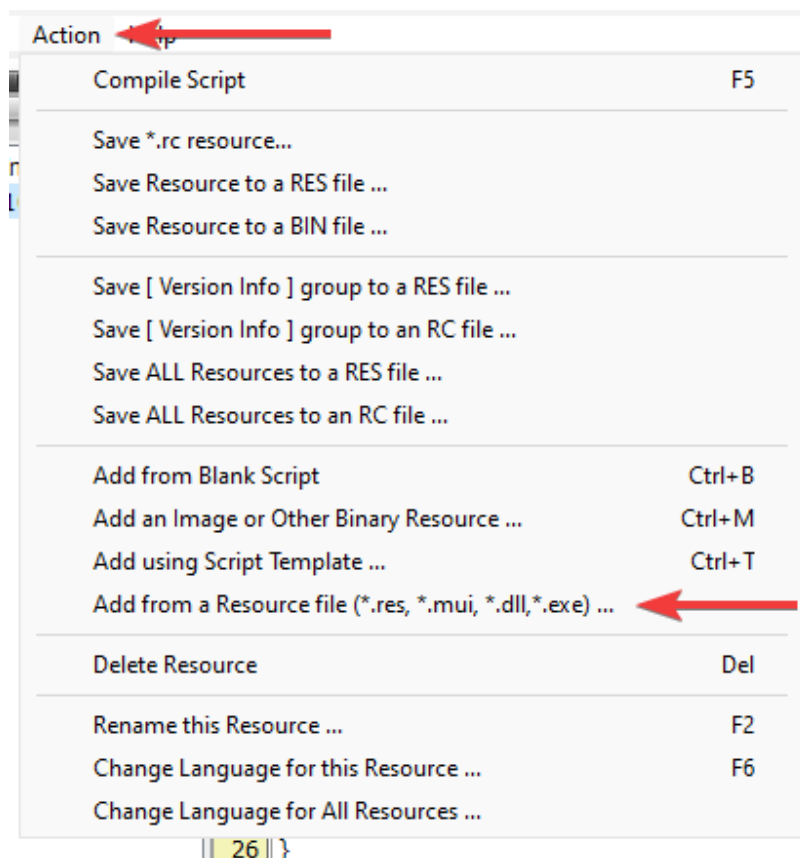 Action Help
Compile Script F5
Save *.rc resource...
Save Resource to a RES file ...
Save Resource to a BIN file ...
Save [ Version Info ] group to a RES file ...
Save [ Version Info ] group to an RC file ...
Save ALL Resources to a RES file ...
Save ALL Resources to an RC file ...
Add from Blank Script Ctrl+B
Add an Image or Other Binary Resource ... Ctrl+M
Add using Script Template ... Ctrl+T
Add from a Resource file (*.res, *.mui, *.dll,*.exe) ...
Delete Resource Del
Rename this Resource ... F2
Change Language for this Resource ... F6
Change Language for All Resources ...
26 }